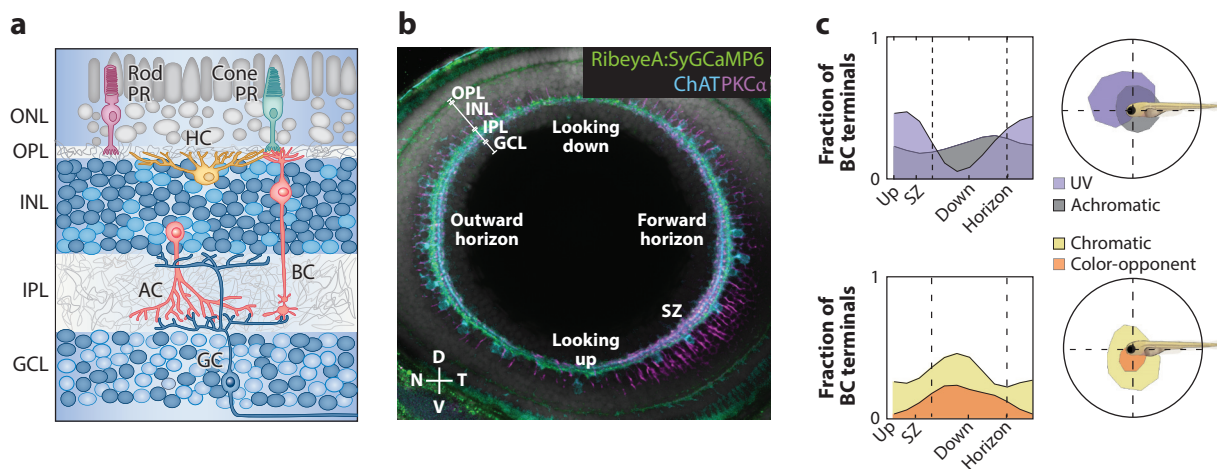 a
Rod
PR
Cone
PR
ONL
HC
OPL
INL
BC
IPL
AC
GCL
GC
b
RibeyeA:SyGCaMP6
ChAT PKCα
OPL
INL
IPL
GCL
Looking
down
Outward
horizon
Forward
horizon
SZ
Looking
up
D
N T
V
c
1
Fraction of
BC terminals
0
Up
SZ
Down
Horizon
UV
Achromatic
Chromatic
Color-opponent
1
Fraction of
BC terminals
0
Up
SZ
Down
Horizon